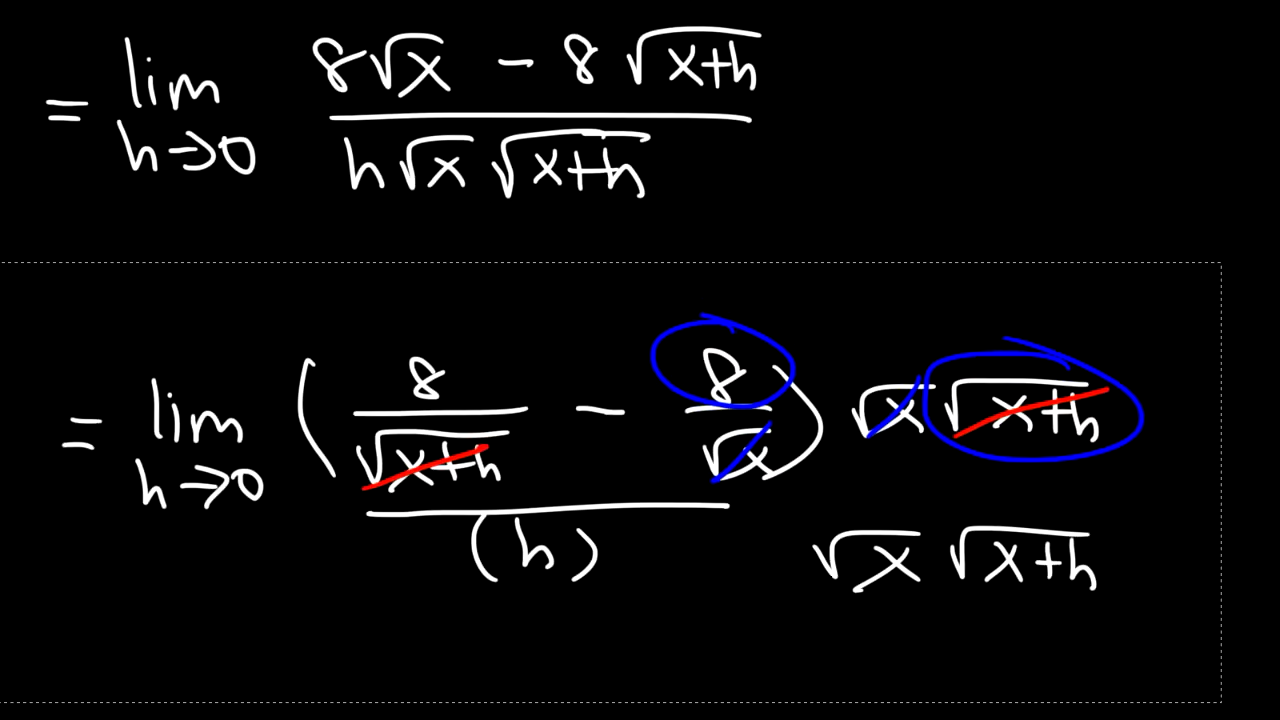 = lim h→0 (8√x - 8√(x+h)) / (h√x √(x+h))
= lim h→0 ((8/√(x+h) - 8/√x) / (h)) (√x √(x+h)) / (√x √(x+h))